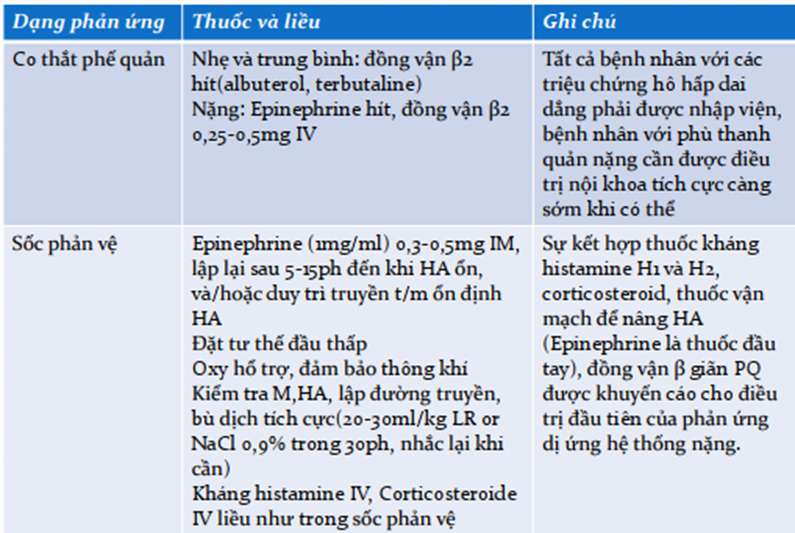 Dạng phản ứng
Thuốc và liều
Ghi chú
Co thắt phế quản
Nhẹ và trung bình: đồng vận β2
hít(albuterol, terbutaline)
Nặng: Epinephrine hít, đồng vận β2
0,25-0,5mg IV
Tất cả bệnh nhân với các
triệu chứng hô hấp dai
dẳng phải được nhập viện,
bệnh nhân với phù thanh
quản nặng cần được điều
trị nội khoa tích cực càng
sớm khi có thể
Sốc phản vệ
Epinephrine (1mg/ml) 0,3-0,5mg IM,
lập lại sau 5-15ph đến khi HA ổn,
và/hoặc duy trì truyền t/m ổn định
HA
Đặt tư thế đầu thấp
Oxy hổ trợ, đảm bảo thông khí
Kiểm tra M,HA, lập đường truyền,
bù dịch tích cực(20-30ml/kg LR or
NaCl 0,9% trong 30ph, nhắc lại khi
cần)
Kháng histamine IV, Corticosteroide
IV liều như trong sốc phản vệ
Sự kết hợp thuốc kháng
histamine H1 và H2,
corticosteroid, thuốc vận
mạch để nâng HA
(Epinephrine là thuốc đầu
tay), đồng vận β giãn PQ
được khuyến cáo cho điều
trị đầu tiên của phản ứng
dị ứng hệ thống nặng.